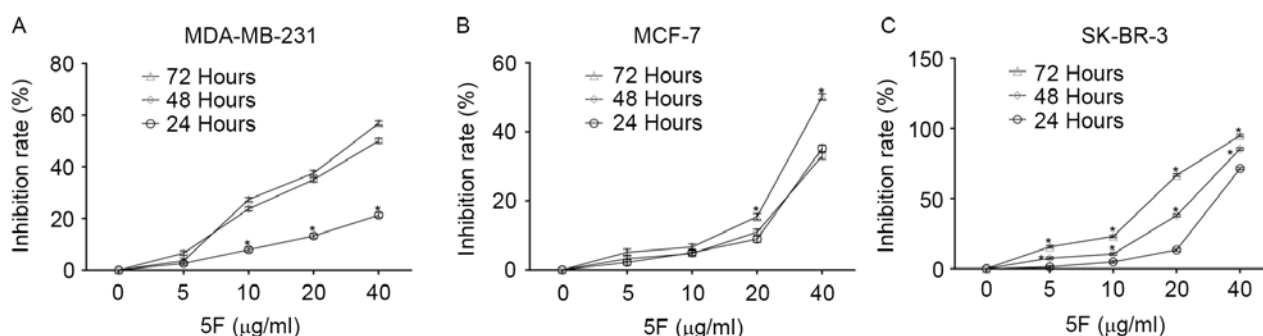 A
MDA-MB-231
Inhibition rate (%)
80
60
40
20
0
72 Hours
48 Hours
24 Hours
*
*
*
0 5 10 20 40
5F (μg/ml)
B
MCF-7
Inhibition rate (%)
60
40
20
0
72 Hours
48 Hours
24 Hours
*
*
0 5 10 20 40
5F (μg/ml)
C
SK-BR-3
Inhibition rate (%)
150
100
50
0
72 Hours
48 Hours
24 Hours
*
*
*
*
*
*
*
*
0 5 10 20 40
5F (μg/ml)